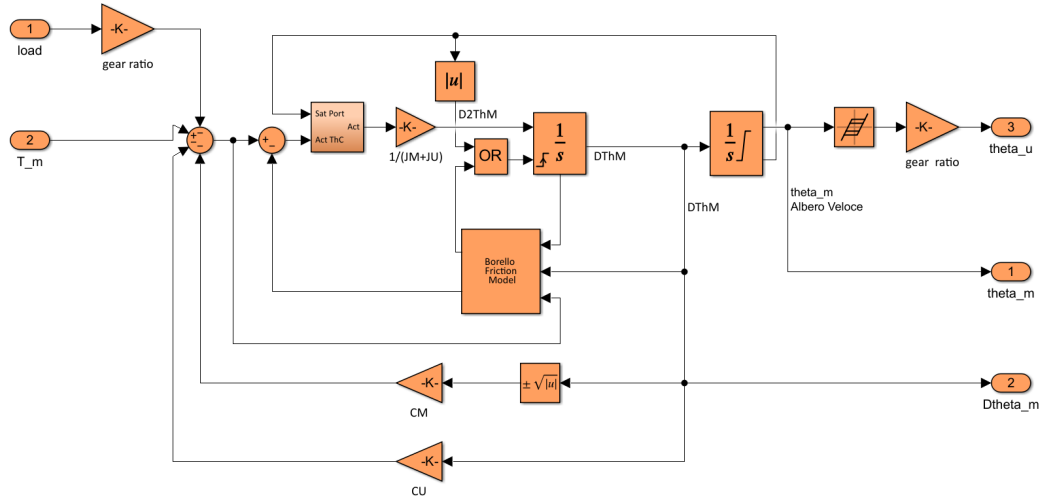 1
load
-K-
gear ratio
2
T_m
+
−
+
−
−
+
−
Sat Port
Act
Act ThC
-K-
1/(JM+JU)
|u|
D2ThM
OR
1
s
DThM
1
s
DThM
theta_m
Albero Veloce
-K-
gear ratio
3
theta_u
1
theta_m
2
Dtheta_m
Borello
Friction
Model
± √|u|
-K-
CM
-K-
CU